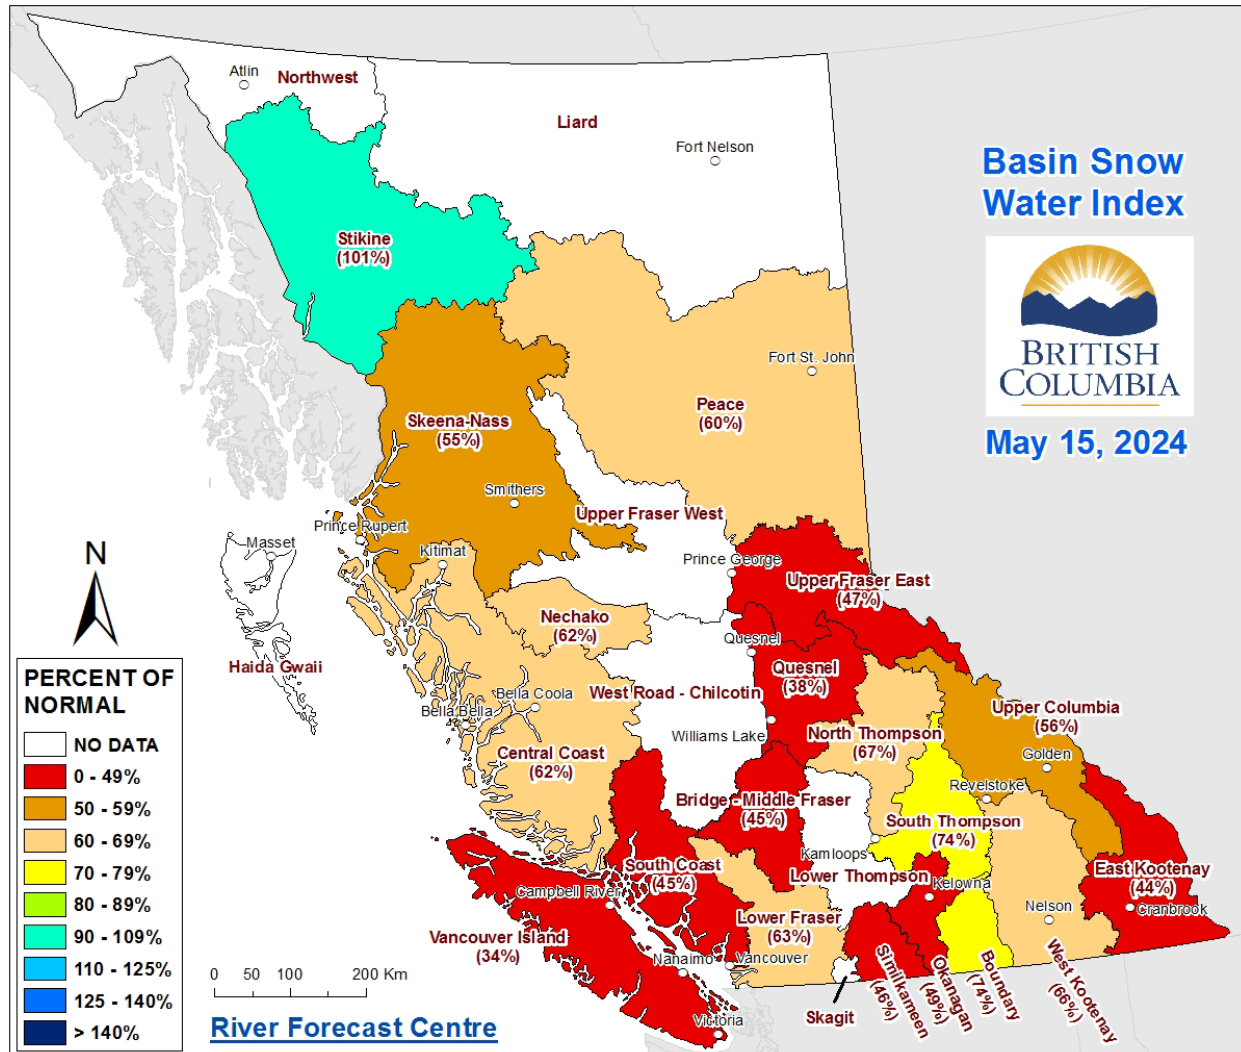 Atlin
Northwest
Liard
Fort Nelson
Basin Snow
Water Index
Stikine
(101%)
BRITISH
COLUMBIA
May 15, 2024
Fort St. John
Peace
(60%)
Skeena-Nass
(55%)
Smithers
Upper Fraser West
Prince Rupert
Masset
Kitimat
Prince George
Upper Fraser East
(47%)
N
Nechako
(62%)
Quesnel
Haida Gwaii
Quesnel
(38%)
West Road - Chilcotin
Bella Coola
Bella Bella
Upper Columbia
(56%)
Williams Lake
North Thompson
(67%)
Golden
Central Coast
(62%)
Revelstoke
Bridge - Middle Fraser
(45%)
South Thompson
(74%)
Kamloops
South Coast
(45%)
Lower Thompson
Kelowna
East Kootenay
(44%)
Cranbrook
Campbell River
Lower Fraser
(63%)
Nelson
Vancouver Island
(34%)
Nanaimo
Vancouver
Similkameen
(46%)
Okanagan
(49%)
Boundary
(74%)
West Kootenay
(66%)
Skagit
Victoria
PERCENT OF
NORMAL
NO DATA
0 - 49%
50 - 59%
60 - 69%
70 - 79%
80 - 89%
90 - 109%
110 - 125%
125 - 140%
> 140%
0 50 100 200 Km
River Forecast Centre